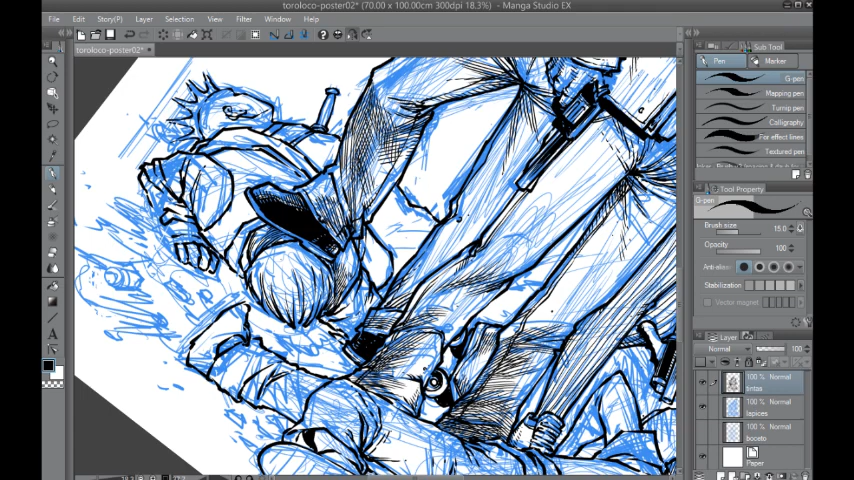 toroloco-poster02* (70.00 x 100.00cm 300dpi 18.3%) - Manga Studio EX
File Edit Story(P) Layer Selection View Filter Window Help
toroloco-poster02*
Sub Tool
Pen Marker
G-pen
Mapping pen
Turnip pen
Calligraphy
For effect lines
Textured pen
Tool Property
G-pen
Brush size 15.0
Opacity 100
Anti-aliasing
Stabilization
Vector magnet
Layer
Normal 100
100 % Normal
tintas
100 % Normal
lapices
100 % Normal
boceto
Paper